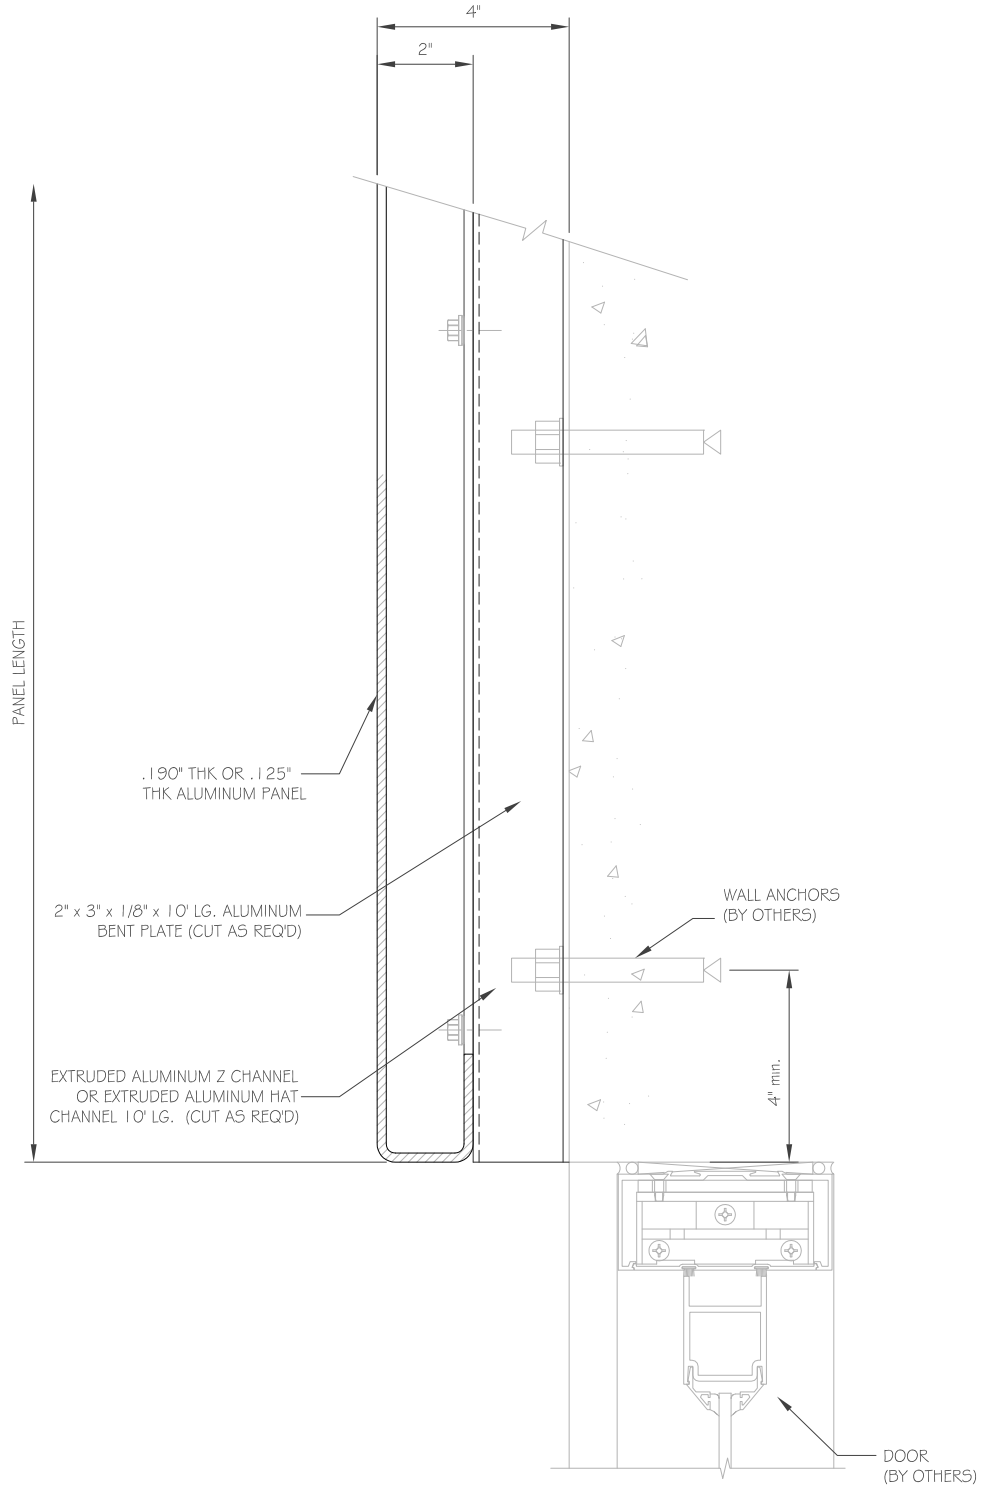 4"
2"
PANEL LENGTH
.190" THK OR .125"
THK ALUMINUM PANEL
2" x 3" x 1/8" x 10' LG. ALUMINUM
BENT PLATE (CUT AS REQ'D)
WALL ANCHORS
(BY OTHERS)
EXTRUDED ALUMINUM Z CHANNEL
OR EXTRUDED ALUMINUM HAT
CHANNEL 10' LG. (CUT AS REQ'D)
4" min.
DOOR
(BY OTHERS)